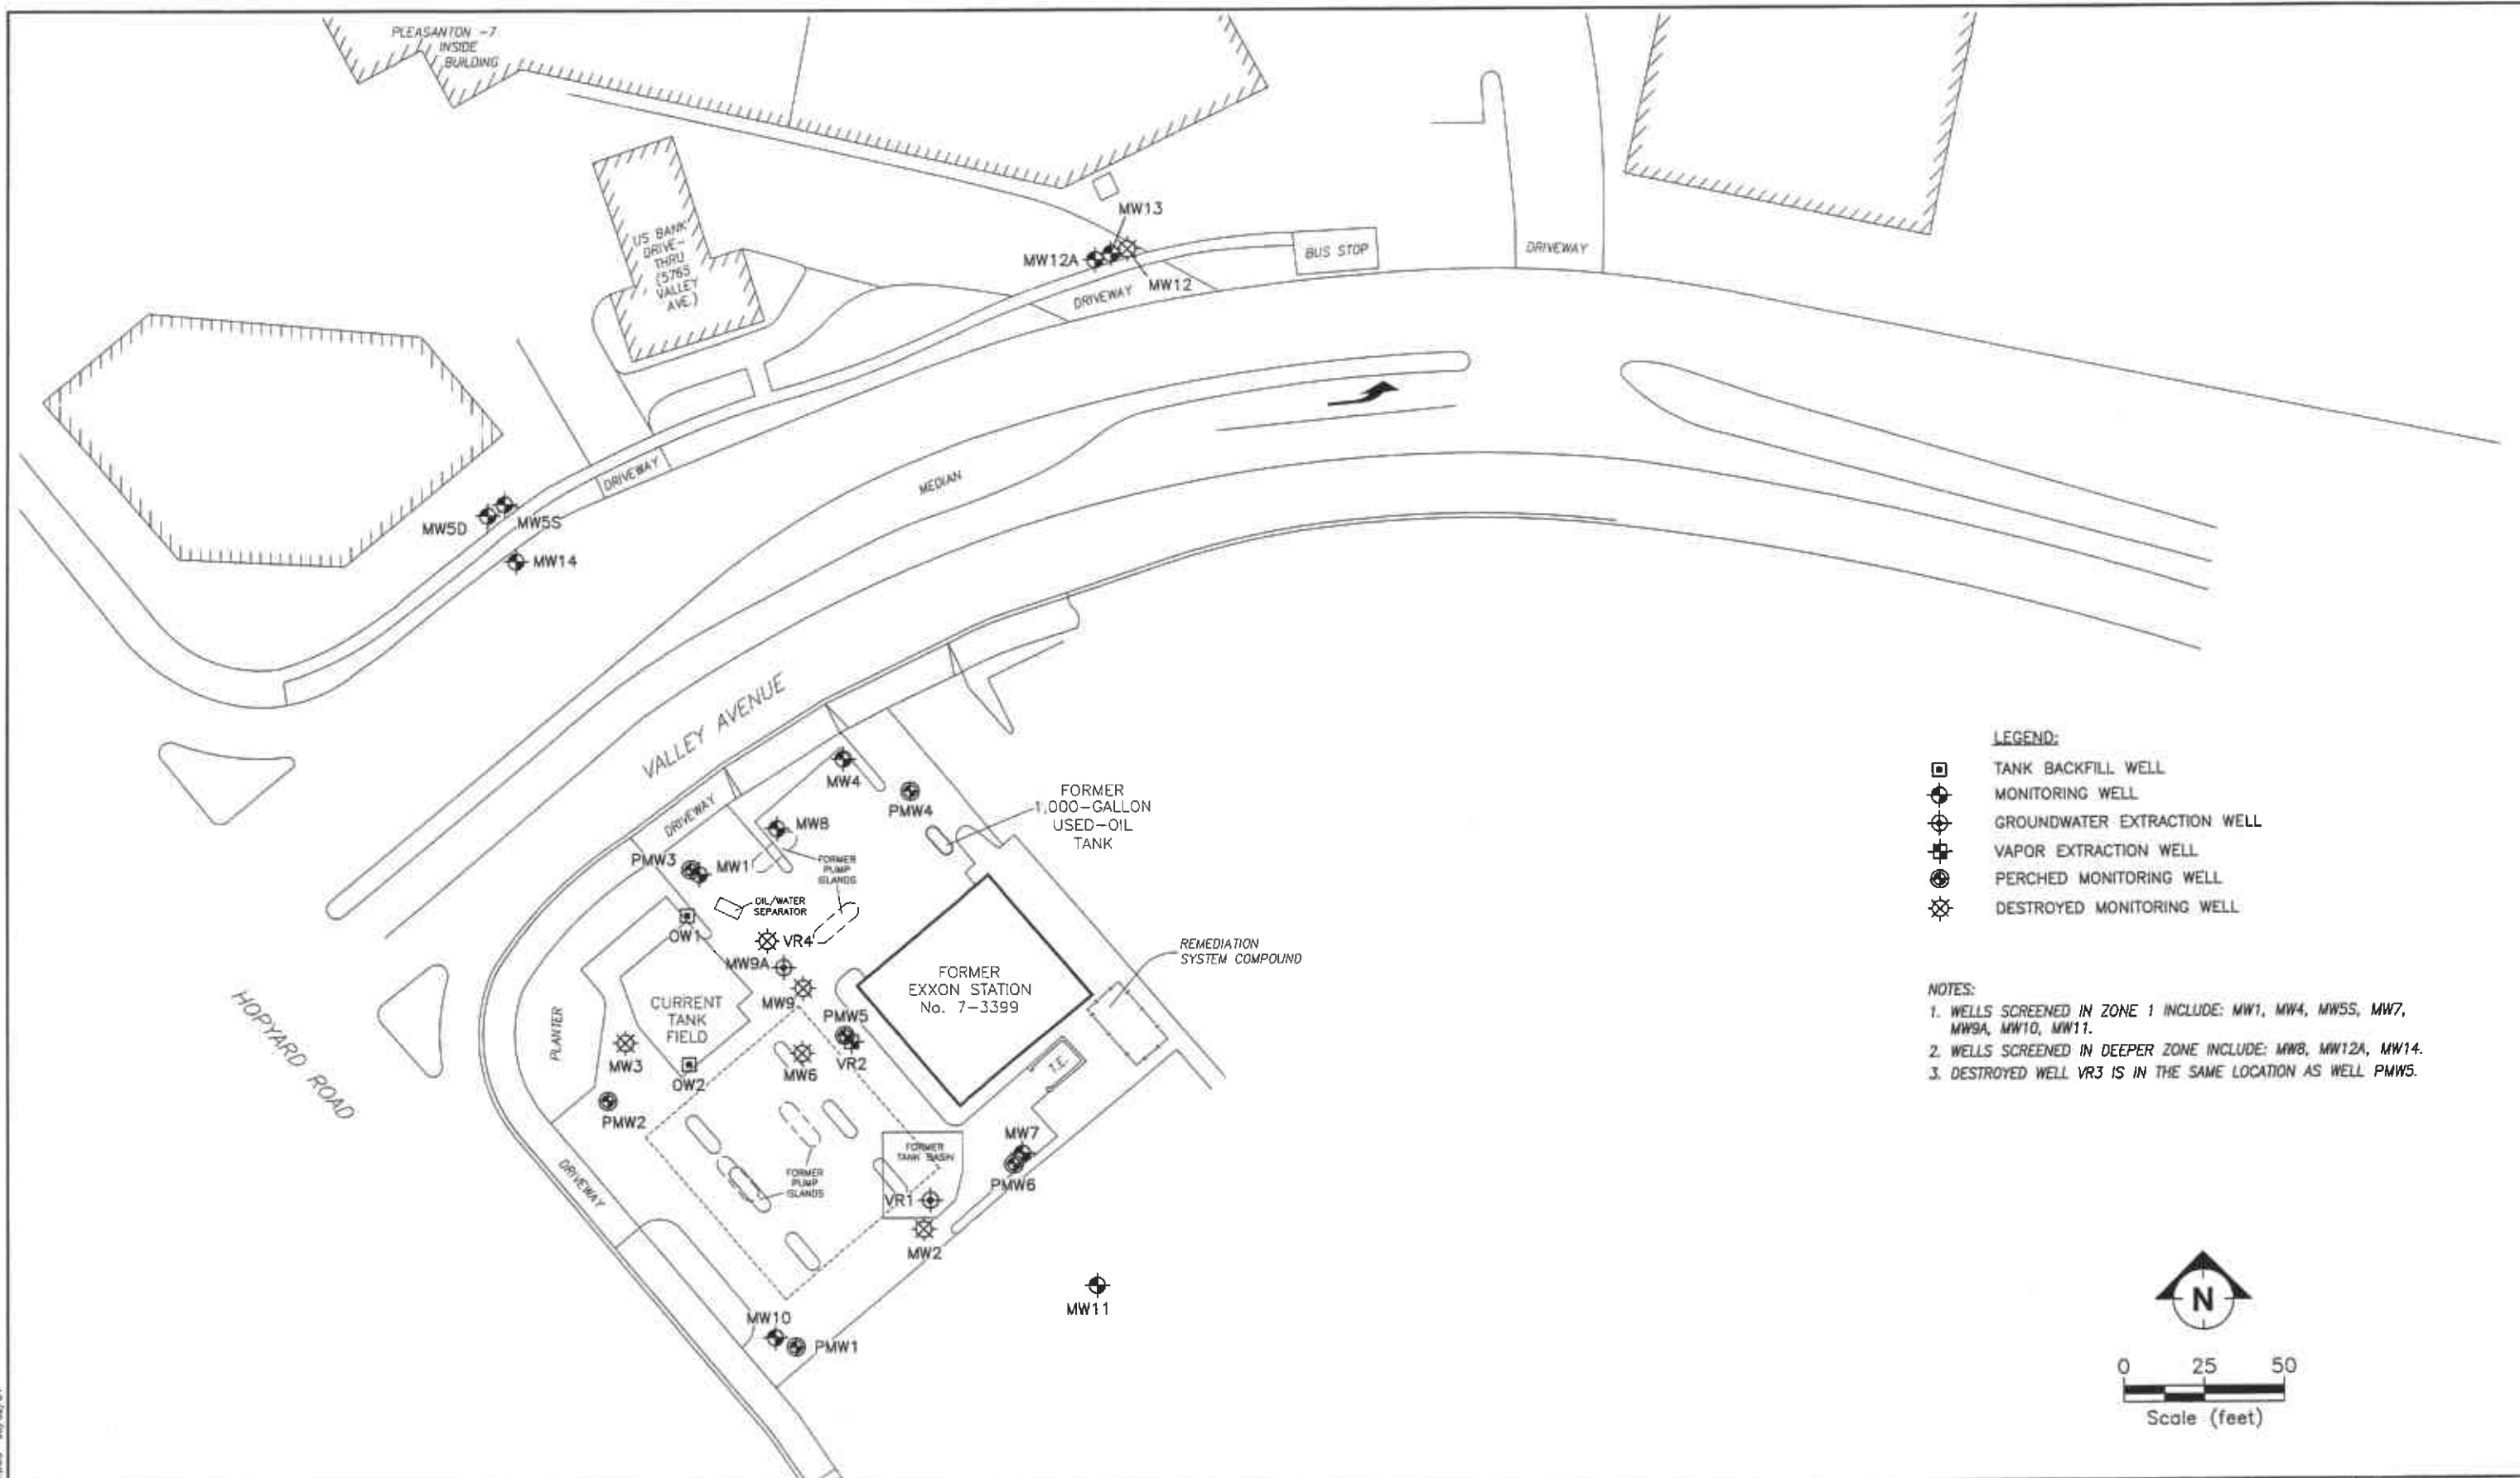 PLEASANTON -7
INSIDE
BUILDING
US BANK
DRIVE-
THRU
(5765
VALLEY
AVE.)
MW13
MW12A
MW12
DRIVEWAY
BUS STOP
DRIVEWAY
DRIVEWAY
MEDIAN
MW5D
MW5S
MW14
VALLEY AVENUE
HOPYARD ROAD
MW4
PMW4
FORMER
1,000-GALLON
USED-OIL
TANK
DRIVEWAY
MW8
PMW3
MW1
FORMER
PUMP
ISLANDS
OIL/WATER
SEPARATOR
OW1
VR4
MW9A
MW9
CURRENT
TANK
FIELD
PLANTER
MW3
OW2
PMW2
PMW5
VR2
MW6
FORMER
EXXON STATION
No. 7-3399
REMEDIATION
SYSTEM COMPOUND
T.E.
MW7
PMW6
FORMER
TANK BASIN
VR1
MW2
FORMER
PUMP
ISLANDS
DRIVEWAY
MW10
PMW1
MW11
LEGEND:
TANK BACKFILL WELL
MONITORING WELL
GROUNDWATER EXTRACTION WELL
VAPOR EXTRACTION WELL
PERCHED MONITORING WELL
DESTROYED MONITORING WELL
NOTES:
1. WELLS SCREENED IN ZONE 1 INCLUDE: MW1, MW4, MW5S, MW7,
MW9A, MW10, MW11.
2. WELLS SCREENED IN DEEPER ZONE INCLUDE: MW8, MW12A, MW14.
3. DESTROYED WELL VR3 IS IN THE SAME LOCATION AS WELL PMW5.
N
0 25 50
Scale (feet)